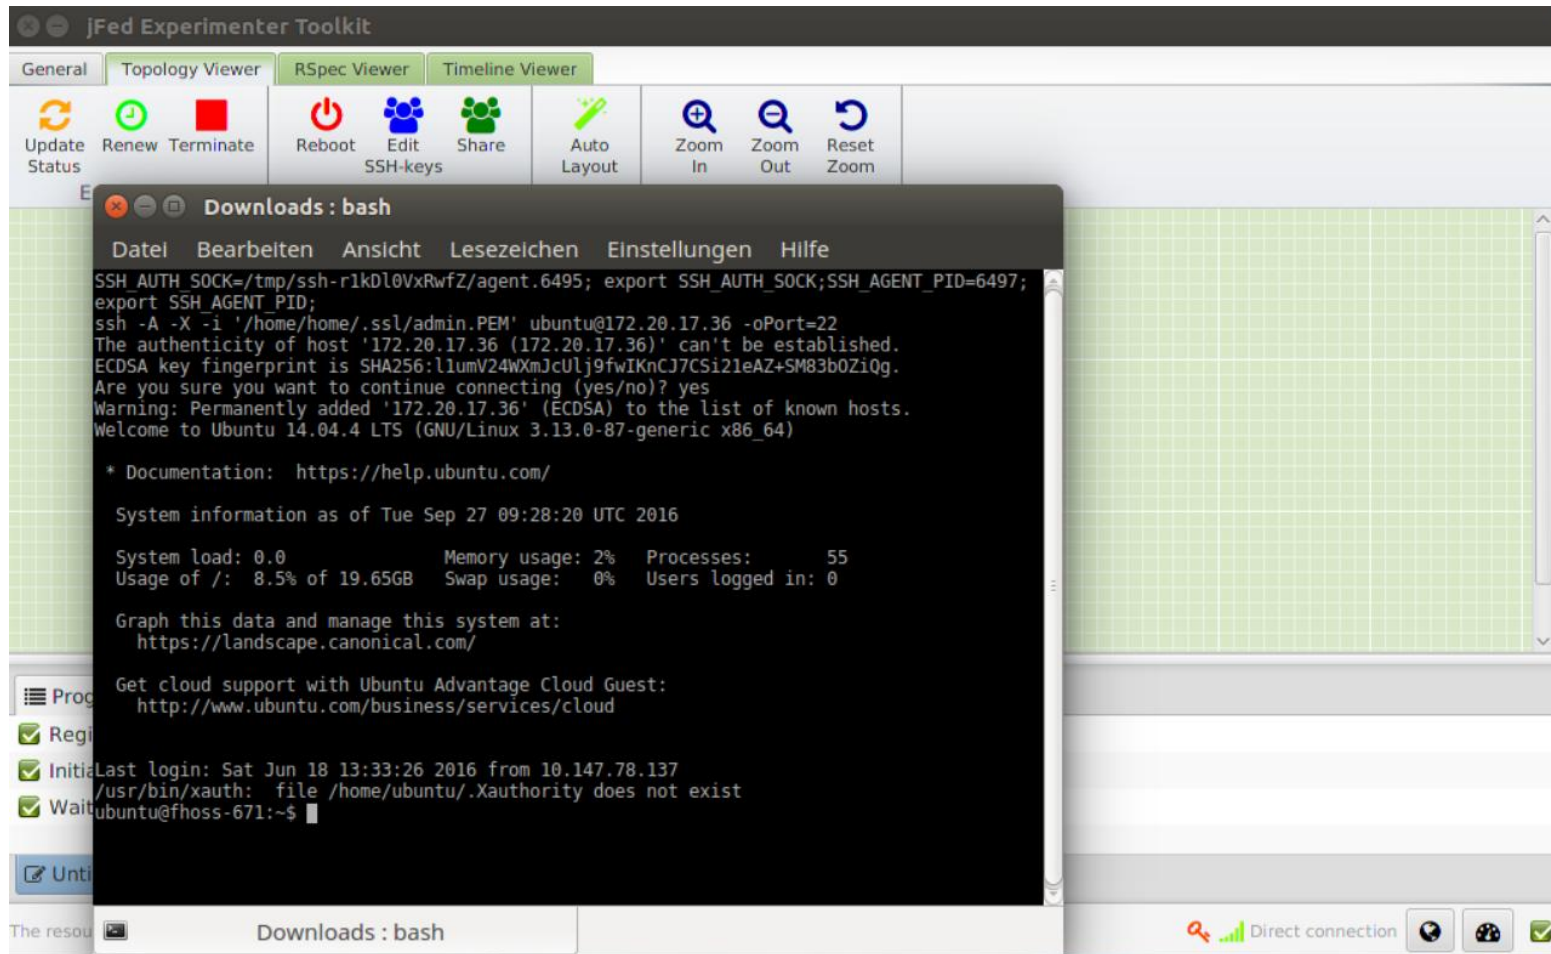 jFed Experimenter Toolkit
General Topology Viewer RSpec Viewer Timeline Viewer
Update Status Renew Terminate Reboot Edit SSH-keys Share Auto Layout Zoom In Zoom Out Reset Zoom
E
Downloads : bash
Datei Bearbeiten Ansicht Lesezeichen Einstellungen Hilfe
SSH_AUTH_SOCK=/tmp/ssh-r1kDl0VxRwfZ/agent.6495; export SSH_AUTH_SOCK;SSH_AGENT_PID=6497;
export SSH_AGENT_PID;
ssh -A -X -i '/home/home/.ssl/admin.PEM' ubuntu@172.20.17.36 -oPort=22
The authenticity of host '172.20.17.36 (172.20.17.36)' can't be established.
ECDSA key fingerprint is SHA256:l1umV24WXmJcUlj9fwIKnCJ7CSi21eAZ+SM83bOZiQg.
Are you sure you want to continue connecting (yes/no)? yes
Warning: Permanently added '172.20.17.36' (ECDSA) to the list of known hosts.
Welcome to Ubuntu 14.04.4 LTS (GNU/Linux 3.13.0-87-generic x86_64)
* Documentation: https://help.ubuntu.com/
System information as of Tue Sep 27 09:28:20 UTC 2016
System load: 0.0 Memory usage: 2% Processes: 55
Usage of /: 8.5% of 19.65GB Swap usage: 0% Users logged in: 0
Graph this data and manage this system at:
https://landscape.canonical.com/
Get cloud support with Ubuntu Advantage Cloud Guest:
http://www.ubuntu.com/business/services/cloud
Last login: Sat Jun 18 13:33:26 2016 from 10.147.78.137
/usr/bin/xauth: file /home/ubuntu/.Xauthority does not exist
ubuntu@fhoss-671:~$
Prog
Regi
Initia
Wait
Unti
The resou
Downloads : bash
Direct connection